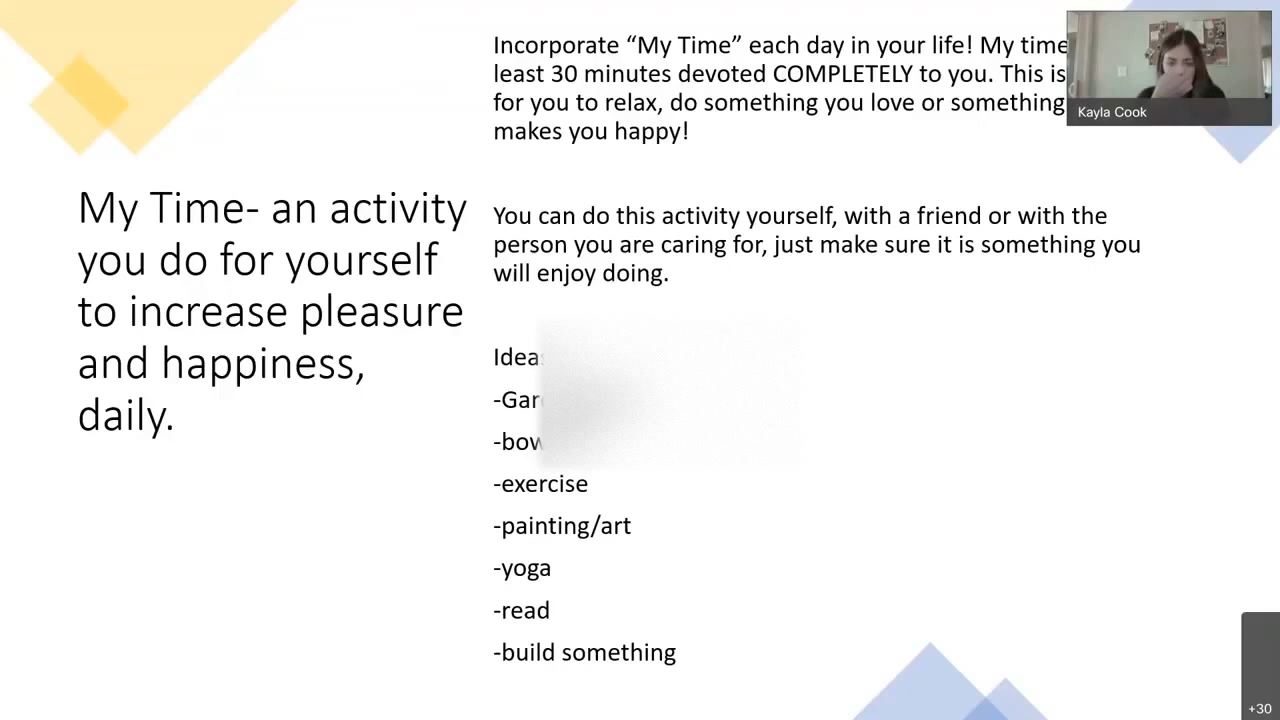 My Time- an activity
you do for yourself
to increase pleasure
and happiness,
daily.
Incorporate “My Time” each day in your life! My time
least 30 minutes devoted COMPLETELY to you. This is
for you to relax, do something you love or something
makes you happy!
You can do this activity yourself, with a friend or with the
person you are caring for, just make sure it is something you
will enjoy doing.
-exercise
-painting/art
-yoga
-read
-build something
Kayla Cook
+30